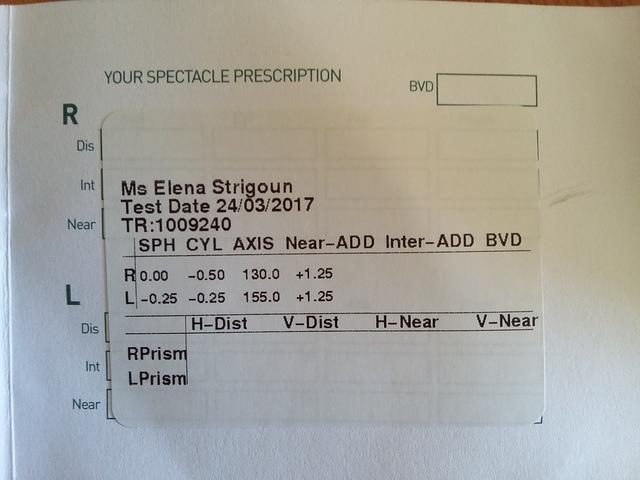 YOUR SPECTACLE PRESCRIPTION
BVD
R
Dis
Int
Near
Ms Elena Strigoun
Test Date 24/03/2017
TR:1009240
SPH CYL AXIS Near-ADD Inter-ADD BVD
R 0.00 -0.50 130.0 +1.25
L -0.25 -0.25 155.0 +1.25
L
Dis
Int
Near
H-Dist V-Dist H-Near V-Near
RPrism
LPrism